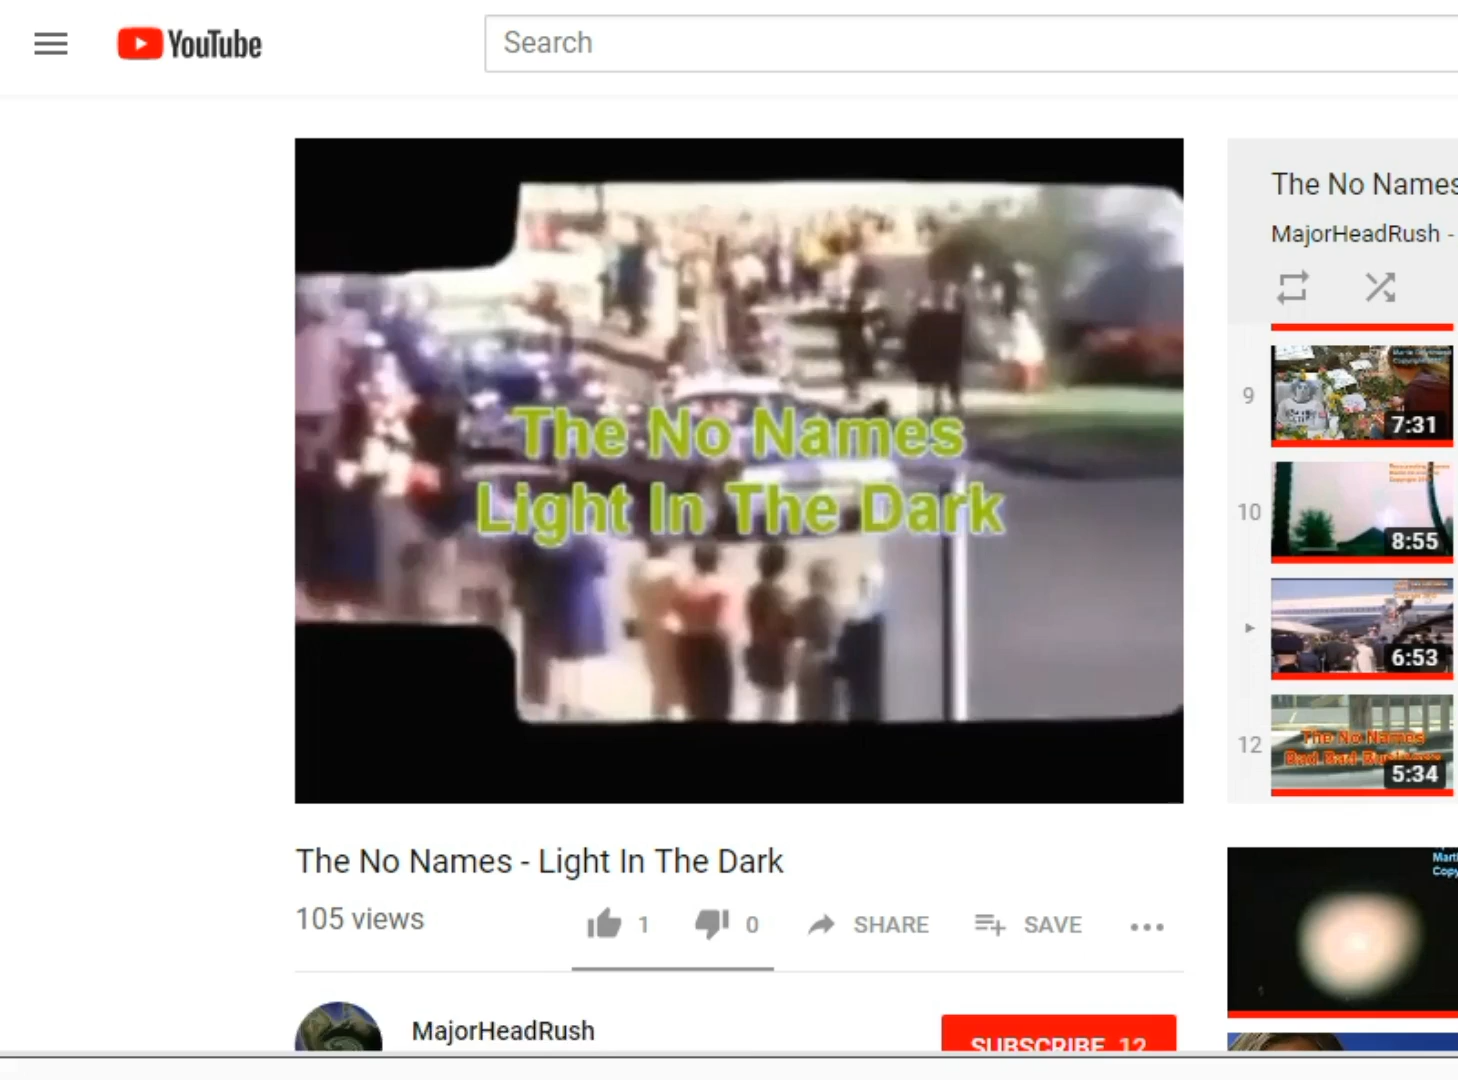 YouTube
Search
The No Names
Light In The Dark
The No Names
MajorHeadRush -
9
7:31
10
8:55
6:53
12
The No Names
Bad Bad
5:34
The No Names - Light In The Dark
105 views
1
0
SHARE
SAVE
MajorHeadRush
SUBSCRIBE 12